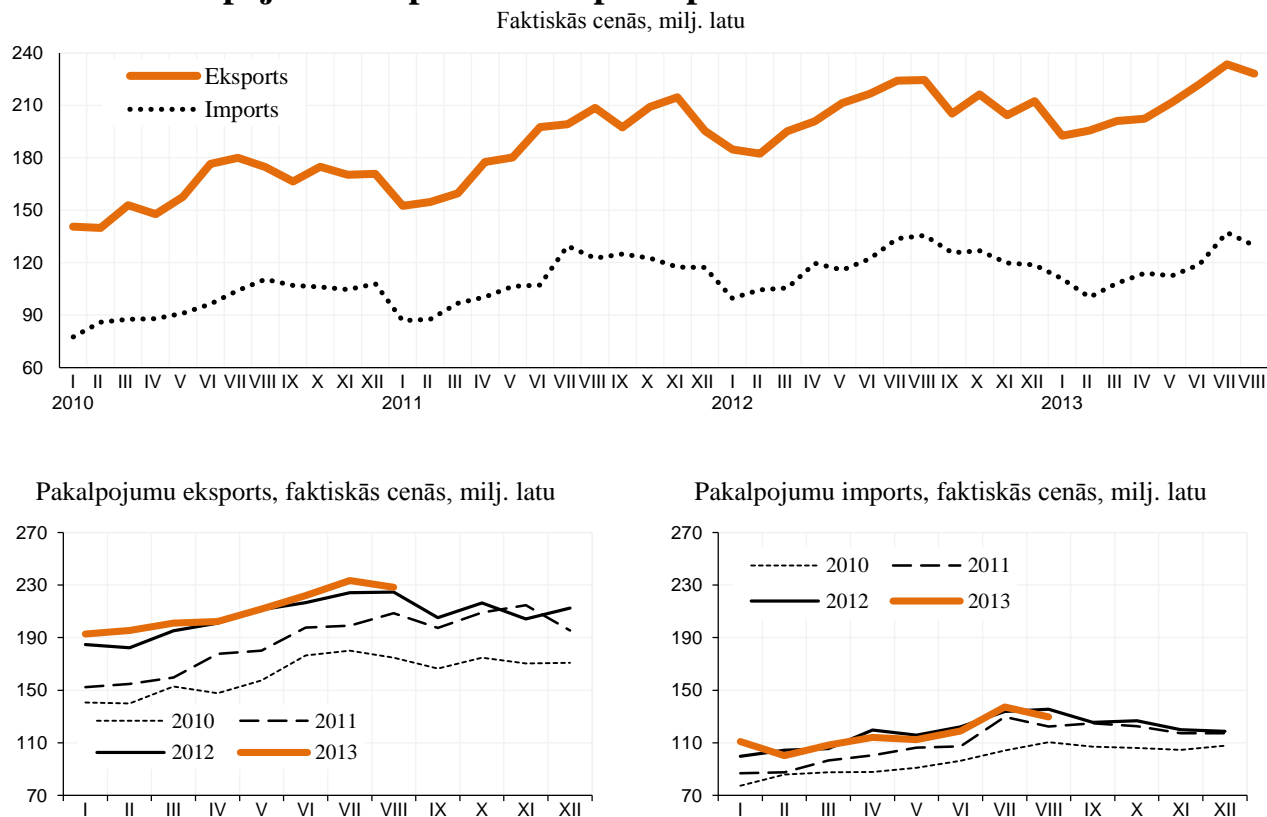 Faktiskās cenās, milj. latu
240
210
180
150
120
90
60
Eksports
Imports
I II III IV V VI VII VIII IX X XI XII I II III IV V VI VII VIII IX X XI XII I II III IV V VI VII VIII IX X XI XII I II III IV V VI VII VIII
2010 2011 2012 2013
Pakalpojumu eksports, faktiskās cenās, milj. latu
270
230
190
150
110
70
2010 2011
2012 2013
I II III IV V VI VII VIII IX X XI XII
Pakalpojumu imports, faktiskās cenās, milj. latu
270
230
190
150
110
70
2010 2011
2012 2013
I II III IV V VI VII VIII IX X XI XII